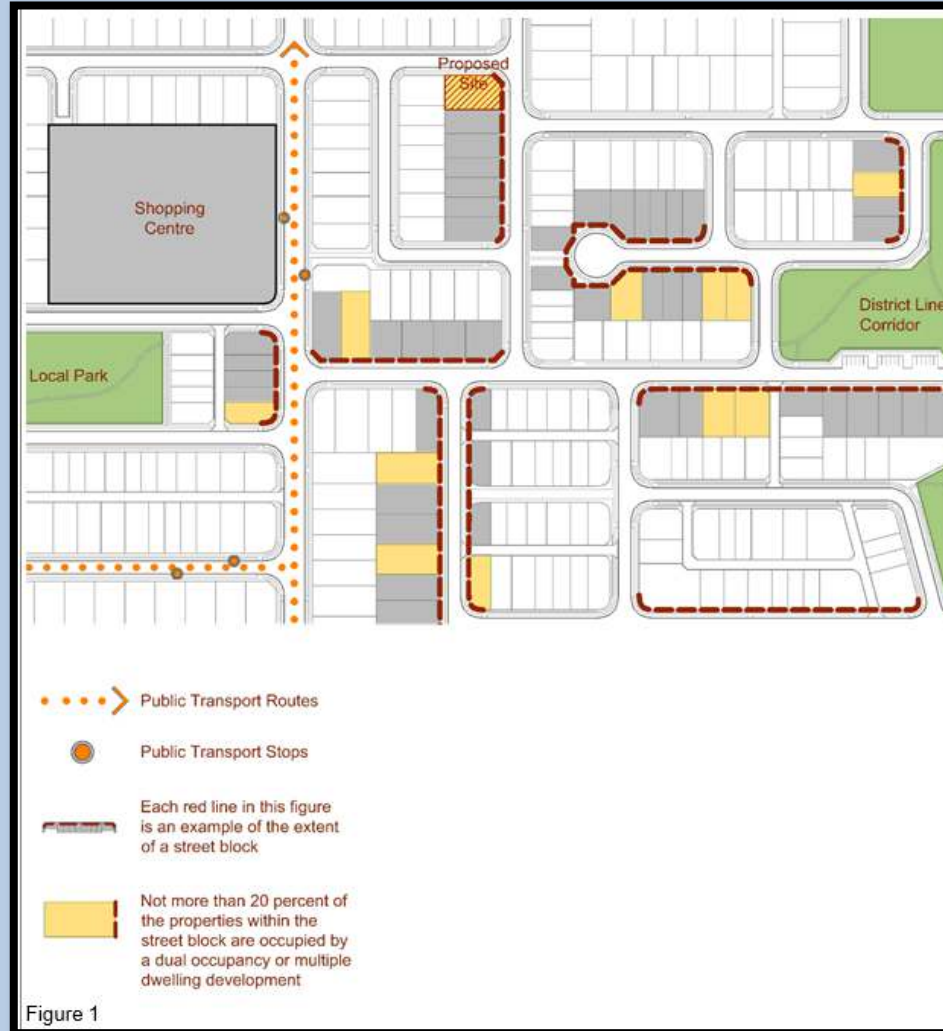 Proposed
Site
Shopping
Centre
District Line
Corridor
Local Park
Public Transport Routes
Public Transport Stops
Each red line in this figure
is an example of the extent
of a street block
Not more than 20 percent of
the properties within the
street block are occupied by
a dual occupancy or multiple
dwelling development
Figure 1